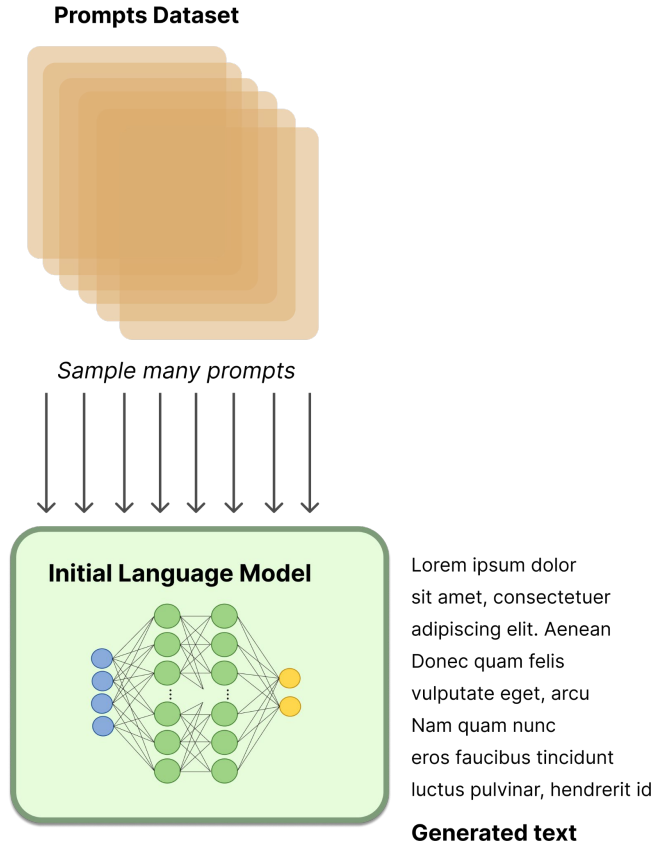 Prompts Dataset
Sample many prompts
Initial Language Model
Lorem ipsum dolor
sit amet, consectetuer
adipiscing elit. Aenean
Donec quam felis
vulputate eget, arcu
Nam quam nunc
eros faucibus tincidunt
luctus pulvinar, hendrerit id
Generated text